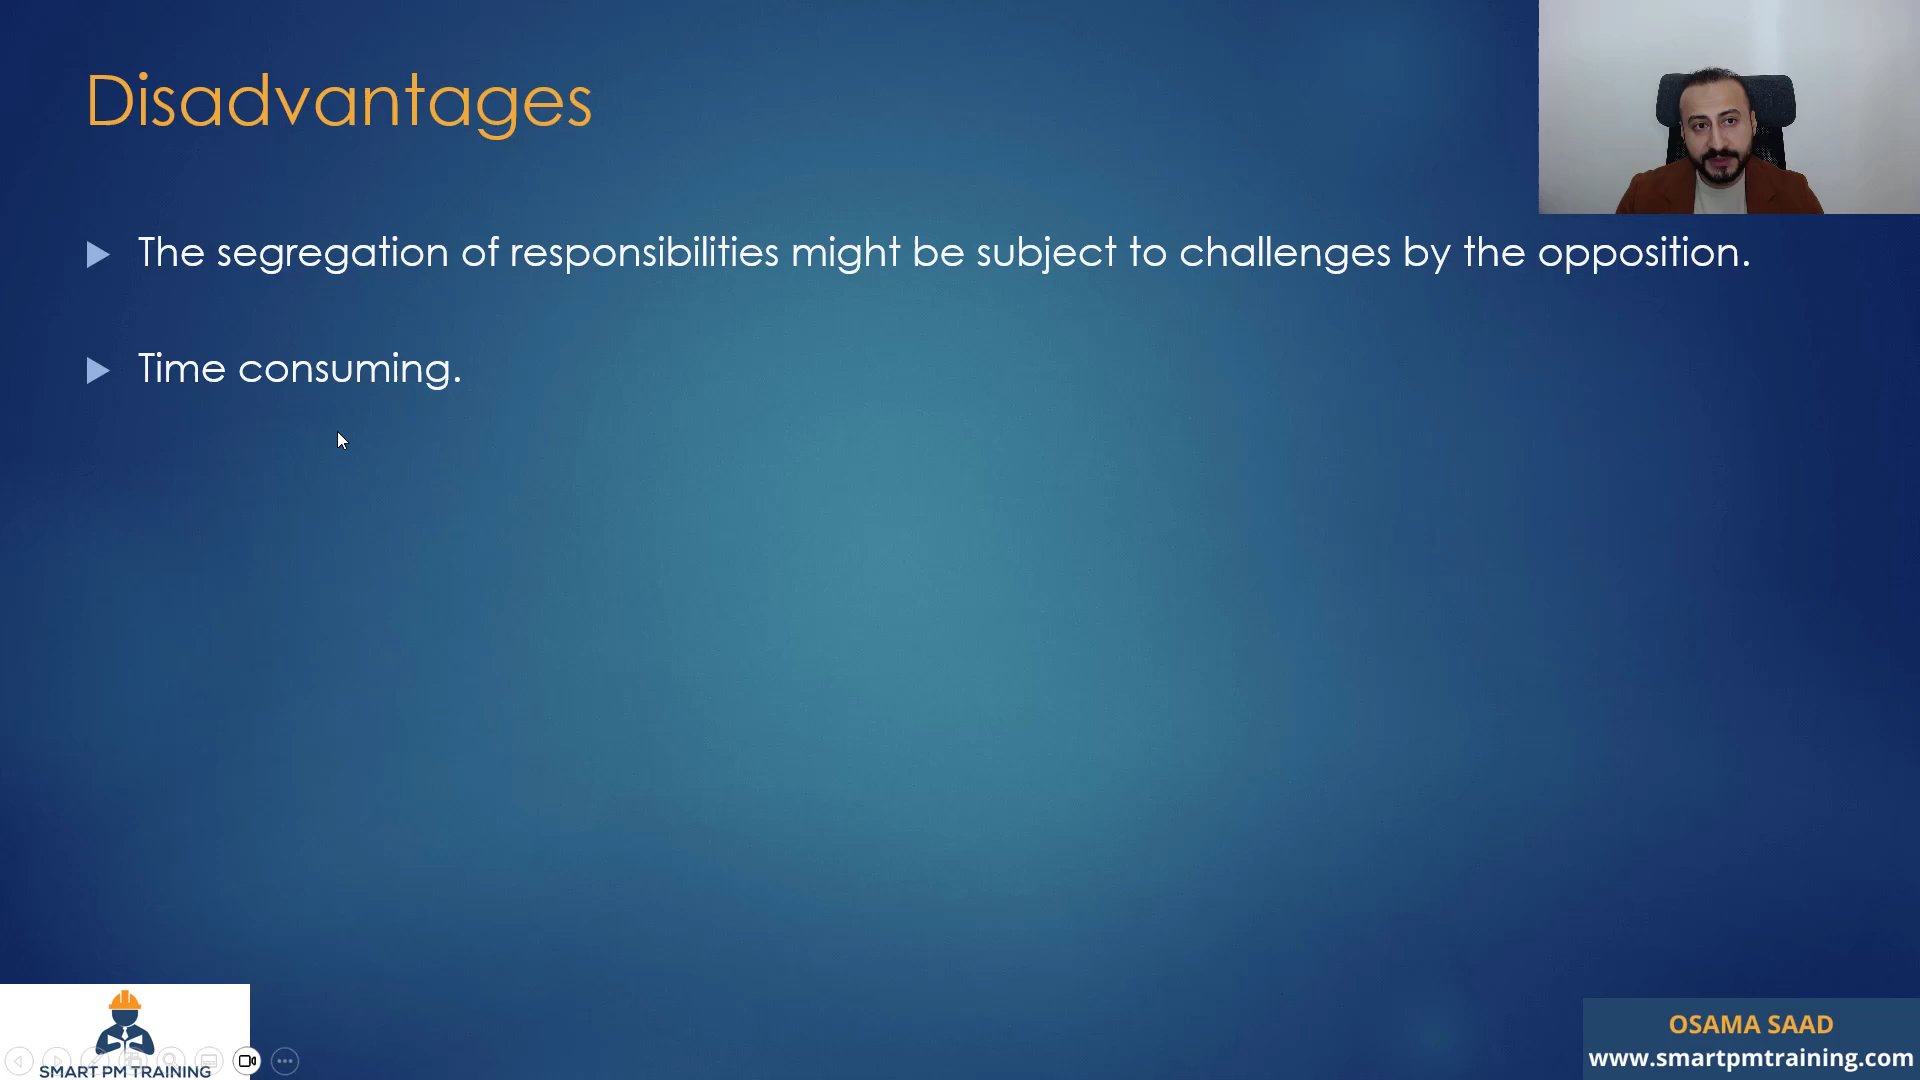 Disadvantages
The segregation of responsibilities might be subject to challenges by the opposition.
Time consuming.
SMART PM TRAINING
OSAMA SAAD
www.smartpmtraining.com